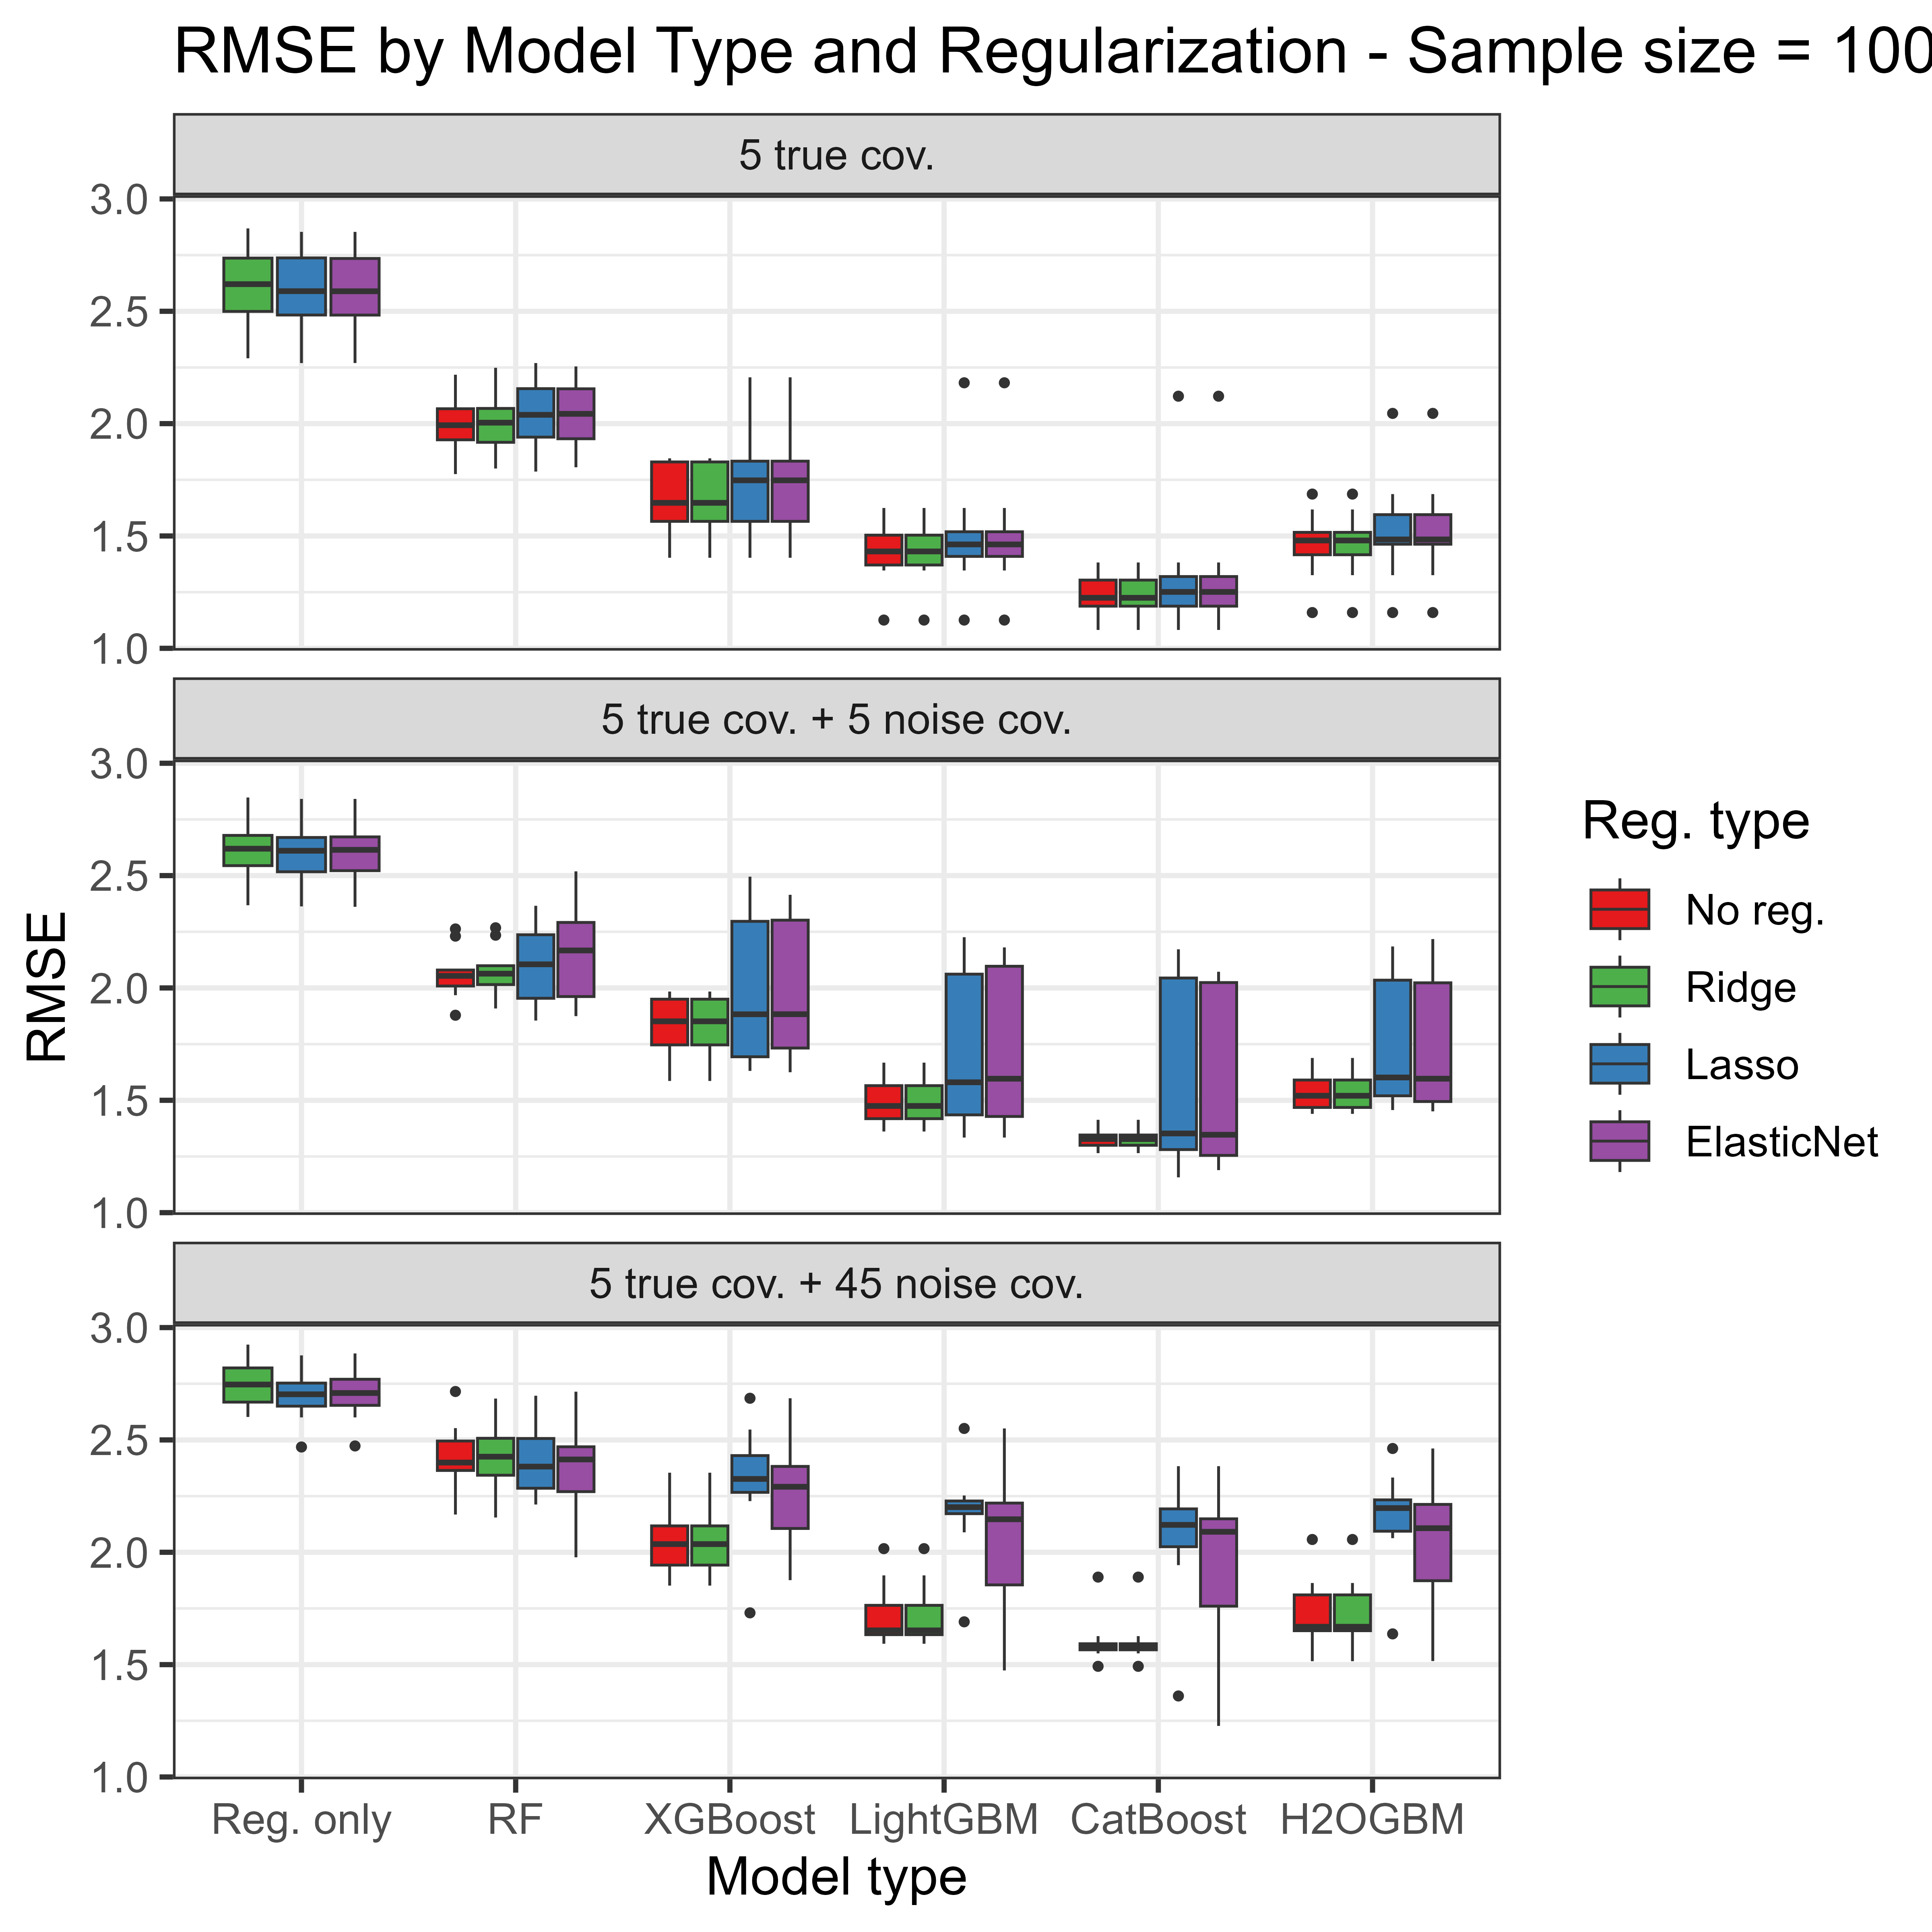 RMSE by Model Type and Regularization - Sample size = 100
5 true cov.
3.0
2.5
2.0
1.5
1.0
5 true cov. + 5 noise cov.
3.0
2.5
2.0
1.5
1.0
5 true cov. + 45 noise cov.
3.0
2.5
2.0
1.5
1.0
RMSE
Reg. only RF XGBoost LightGBM CatBoost H2OGBM
Model type
Reg. type
No reg.
Ridge
Lasso
ElasticNet